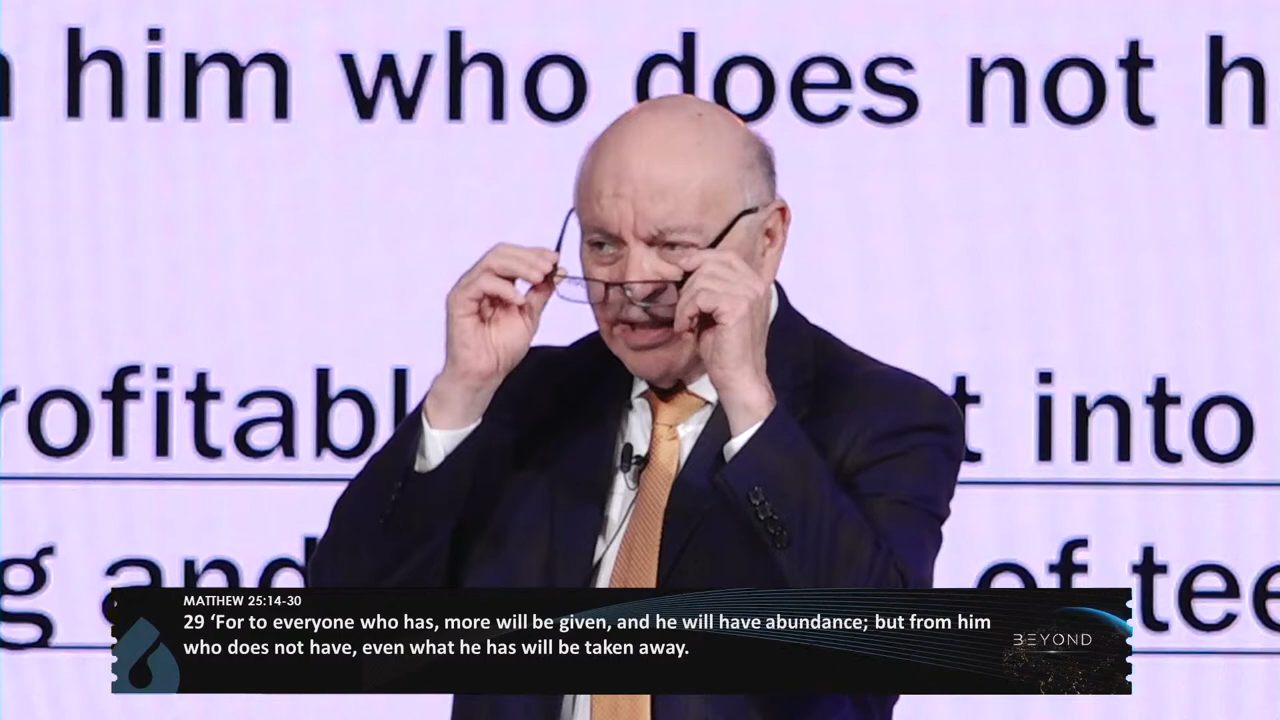 him who does not h
rofitabl t into
g and of tee
MATTHEW 25:14-30
29 ‘For to everyone who has, more will be given, and he will have abundance; but from him
who does not have, even what he has will be taken away.
BEYOND